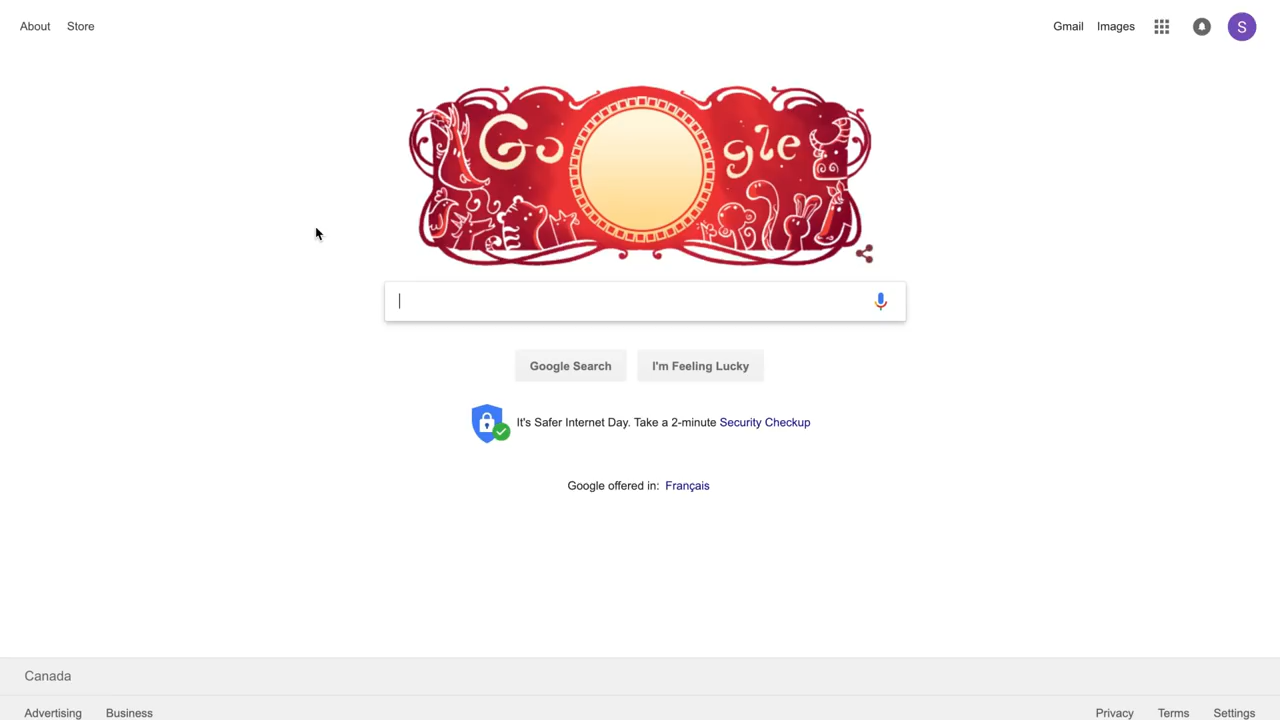 About Store
Gmail Images S
Google
Google Search I'm Feeling Lucky
It's Safer Internet Day. Take a 2-minute Security Checkup
Google offered in: Français
Canada
Advertising Business
Privacy Terms Settings